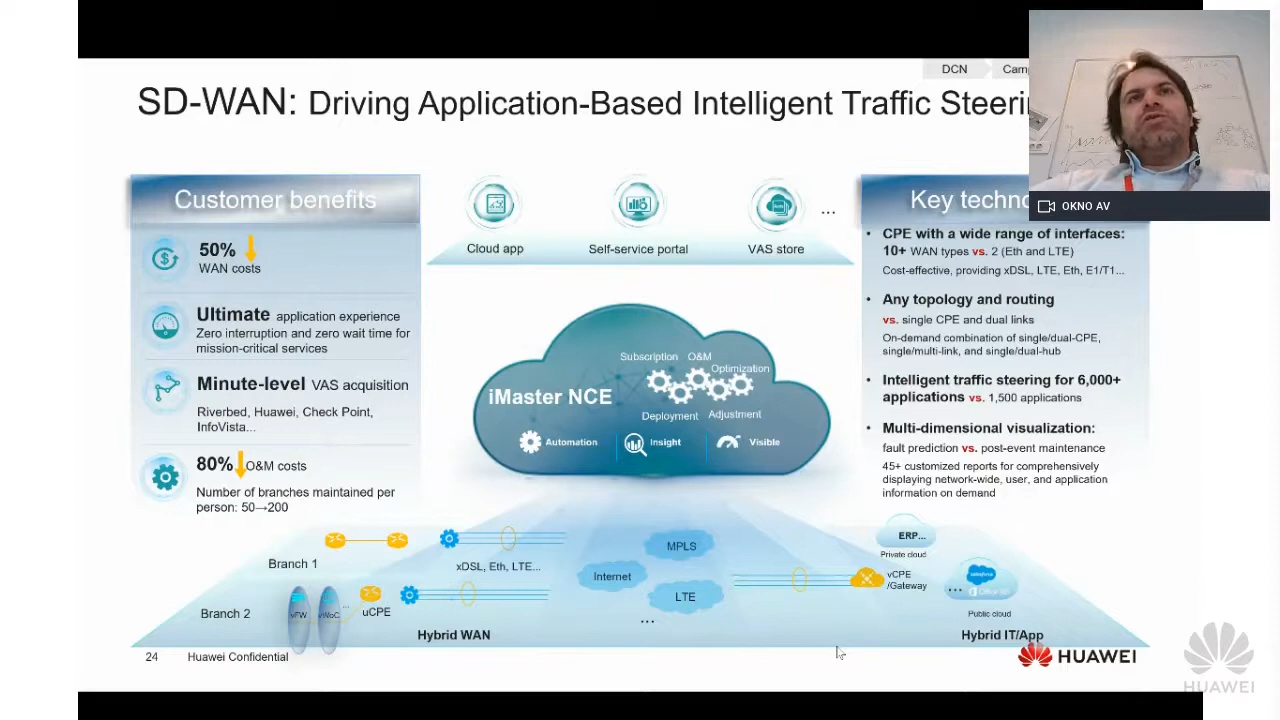 DCN
SD-WAN: Driving Application-Based Intelligent Traffic
OKNO AV
Customer benefits
50%
WAN costs
Ultimate application experience
Zero interruption and zero wait time for
mission-critical services
Minute-level VAS acquisition
Riverbed, Huawei, Check Point,
InfoVista...
80% O&M costs
Number of branches maintained per
person: 50→200
Cloud app
Self-service portal
VAS store
...
iMaster NCE
Subscription
O&M
Optimization
Deployment
Adjustment
Automation
Insight
Visible
Key
• CPE with a wide range of interfaces:
10+ WAN types vs. 2 (Eth and LTE)
Cost-effective, providing xDSL, LTE, Eth, E1/T1...
• Any topology and routing
vs. single CPE and dual links
On-demand combination of single/dual-CPE,
single/multi-link, and single/dual-hub
• Intelligent traffic steering for 6,000+
applications vs. 1,500 applications
• Multi-dimensional visualization:
fault prediction vs. post-event maintenance
45+ customized reports for comprehensively
displaying network-wide, user, and application
information on demand
Branch 1
xDSL, Eth, LTE...
Branch 2
vFW
vWOC
...
uCPE
Hybrid WAN
MPLS
Internet
LTE
...
ERP...
Private cloud
vCPE
/Gateway
...
salesforce
Office 365
Public cloud
Hybrid IT/App
24
Huawei Confidential
HUAWEI
HUAWEI